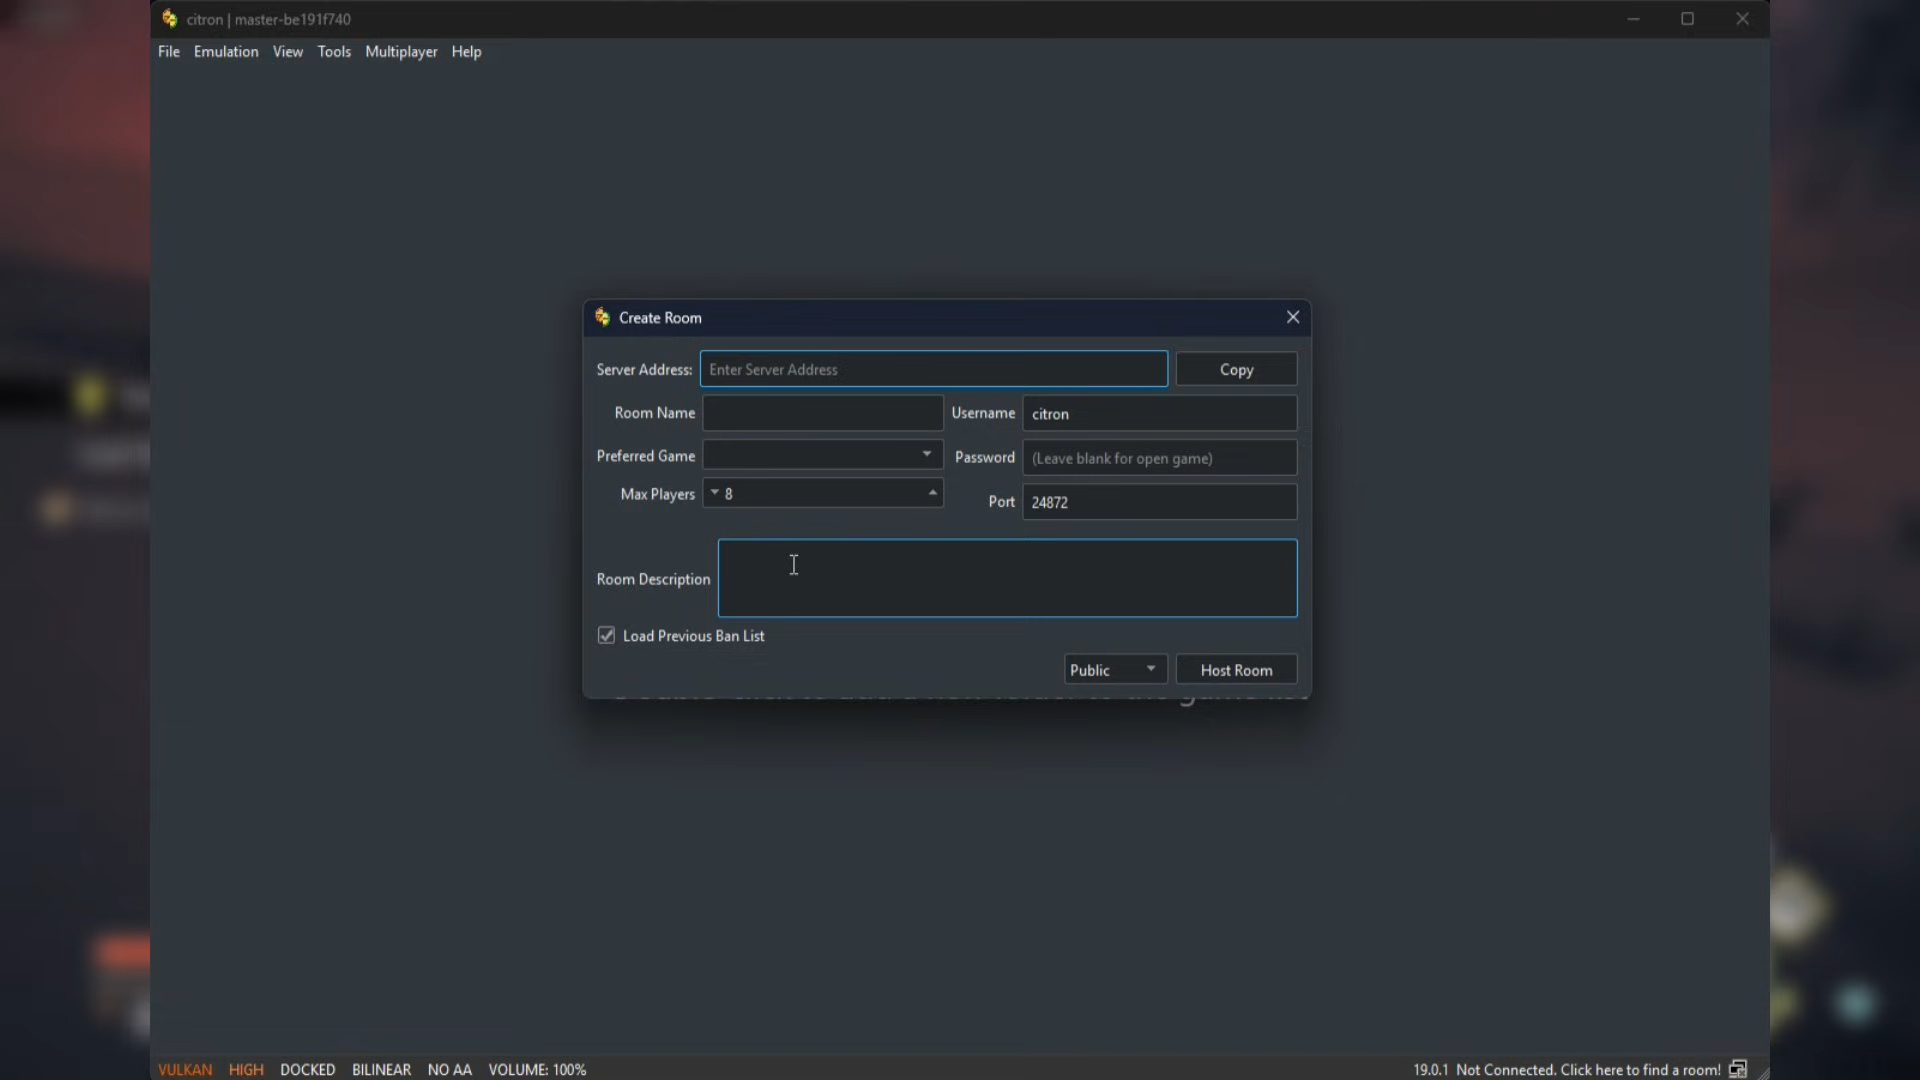 citron | master-be191f740
File Emulation View Tools Multiplayer Help
Create Room
Server Address: Enter Server Address Copy
Room Name Username citron
Preferred Game Password (Leave blank for open game)
Max Players 8 Port 24872
Room Description
Load Previous Ban List
Public Host Room
VULKAN HIGH DOCKED BILINEAR NO AA VOLUME: 100% 19.0.1 Not Connected. Click here to find a room!